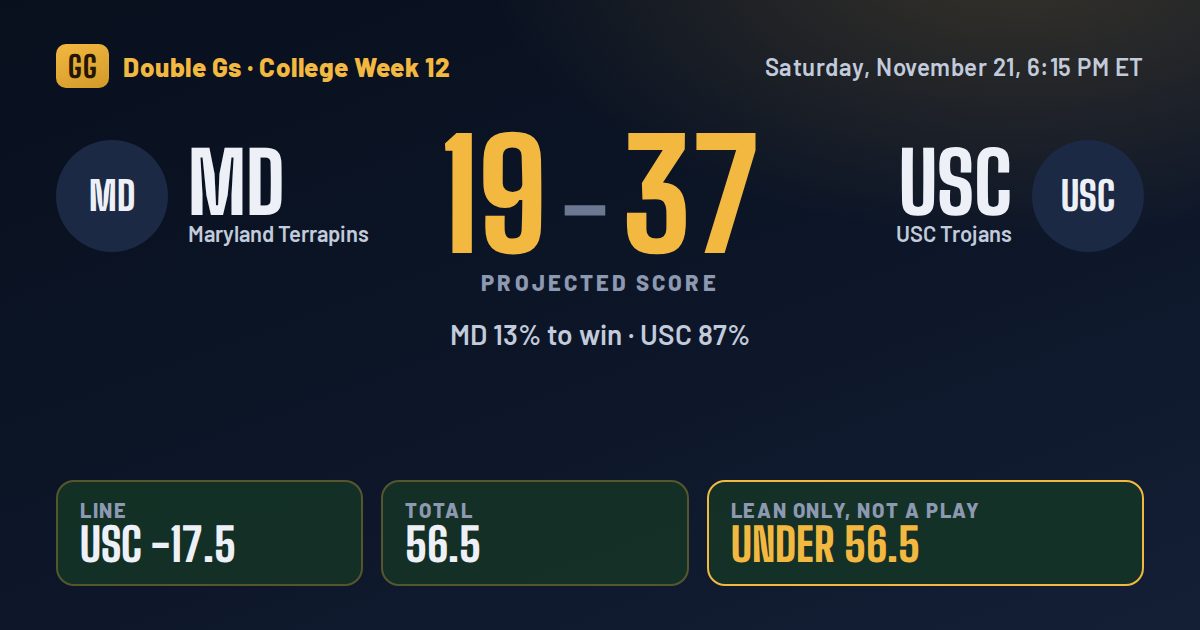 GG Double Gs · College Week 12
Saturday, November 21, 6:15 PM ET
MD
MD
Maryland Terrapins
19 – 37
PROJECTED SCORE
MD 13% to win · USC 87%
USC
USC Trojans
USC
LINE
USC −17.5
TOTAL
56.5
LEAN ONLY, NOT A PLAY
UNDER 56.5